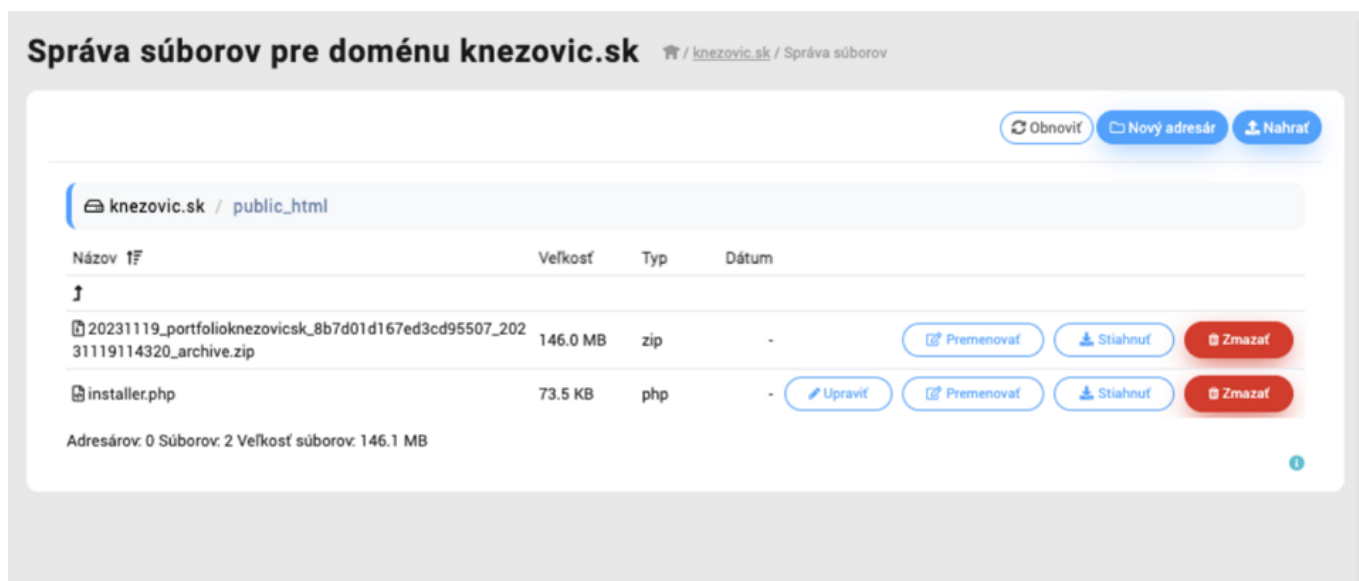 Správa súborov pre doménu knezovic.sk / knezovic.sk / Správa súborov
Obnoviť Nový adresár Nahrať
knezovic.sk / public_html
Názov Veľkosť Typ Dátum
20231119_portfolioknezovicsk_8b7d01d167ed3cd95507_202
31119114320_archive.zip 146.0 MB zip - Premenovať Stiahnuť Zmazať
installer.php 73.5 KB php - Upraviť Premenovať Stiahnuť Zmazať
Adresárov: 0 Súborov: 2 Veľkosť súborov: 146.1 MB